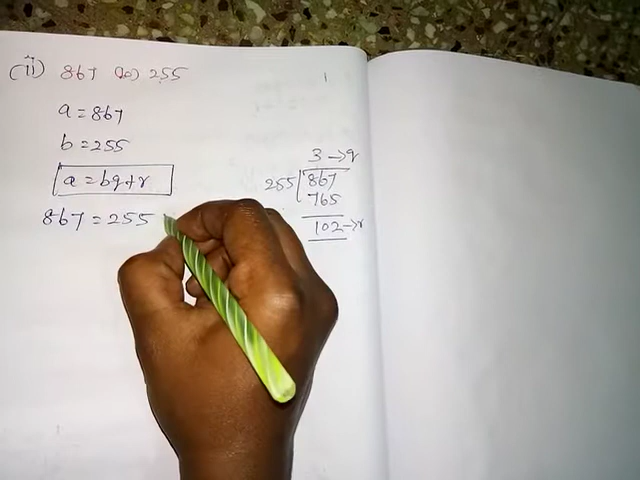 (ii) 867 255
a = 867
b = 255
a = bq+r
867 = 255
3 → q
255 867
765
102 → r